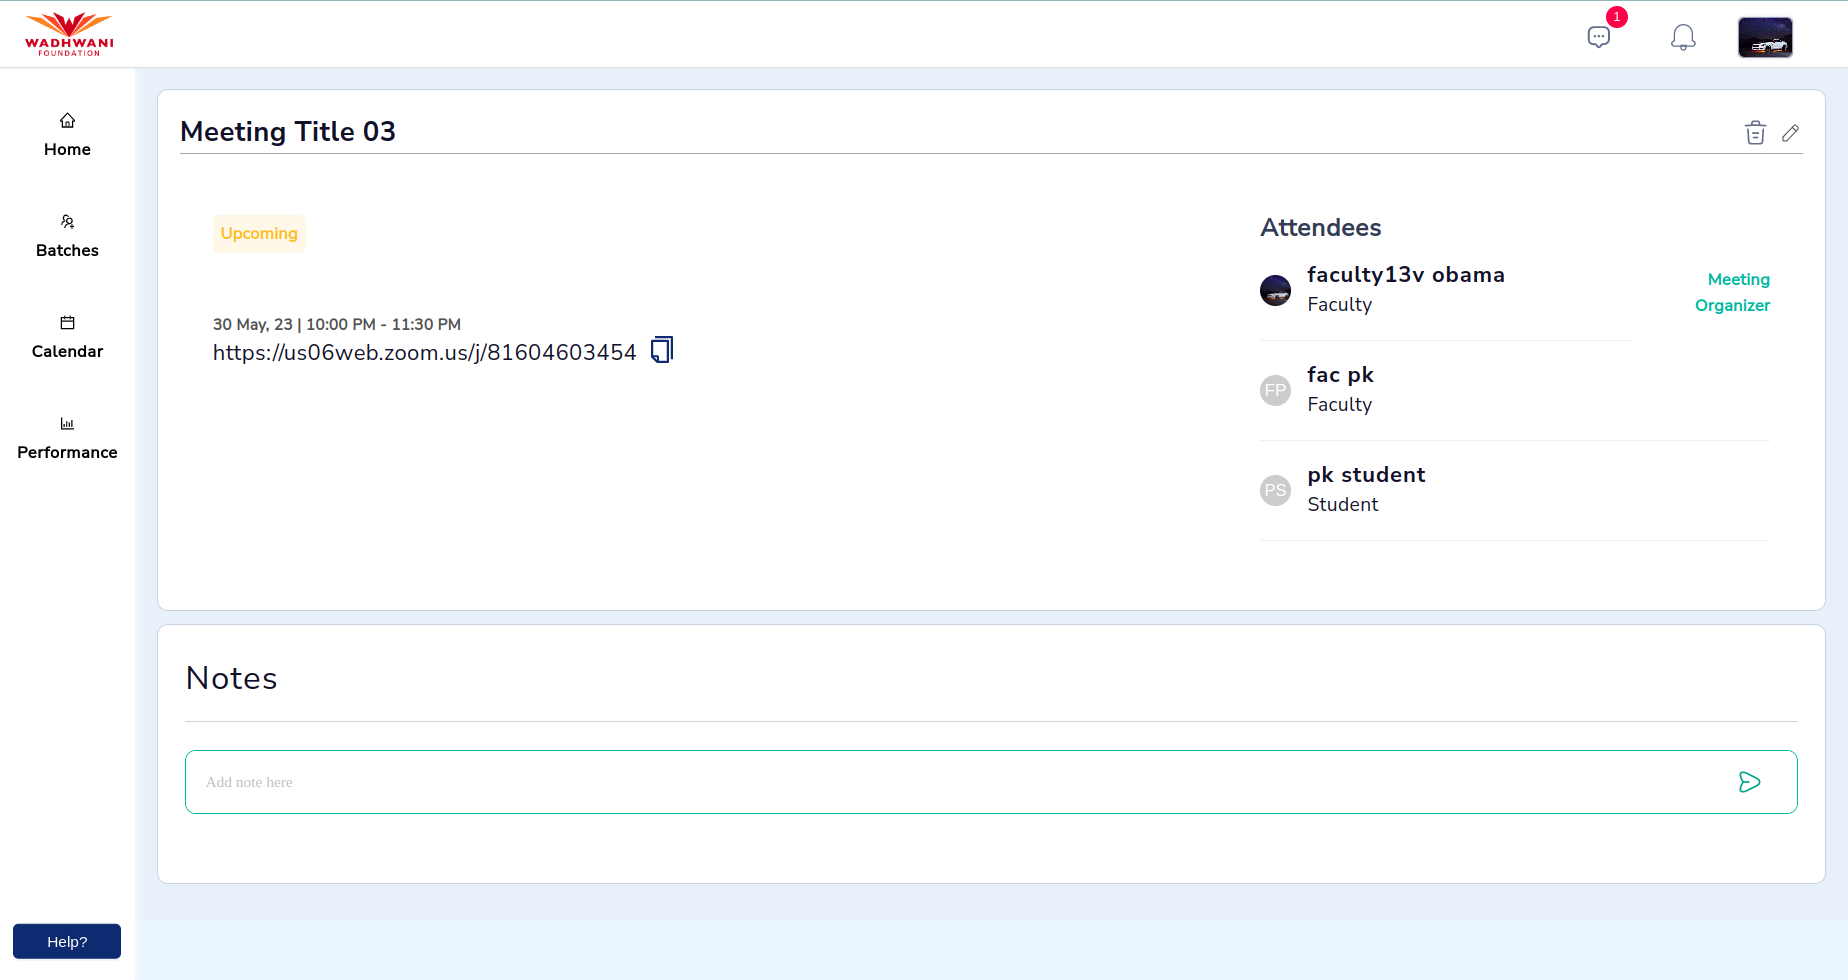 WADHWANI
FOUNDATION
1
Home
Batches
Calendar
Performance
Help?
Meeting Title 03
Upcoming
30 May, 23 | 10:00 PM - 11:30 PM
https://us06web.zoom.us/j/81604603454
Attendees
faculty13v obama
Faculty
Meeting
Organizer
FP
fac pk
Faculty
PS
pk student
Student
Notes
Add note here